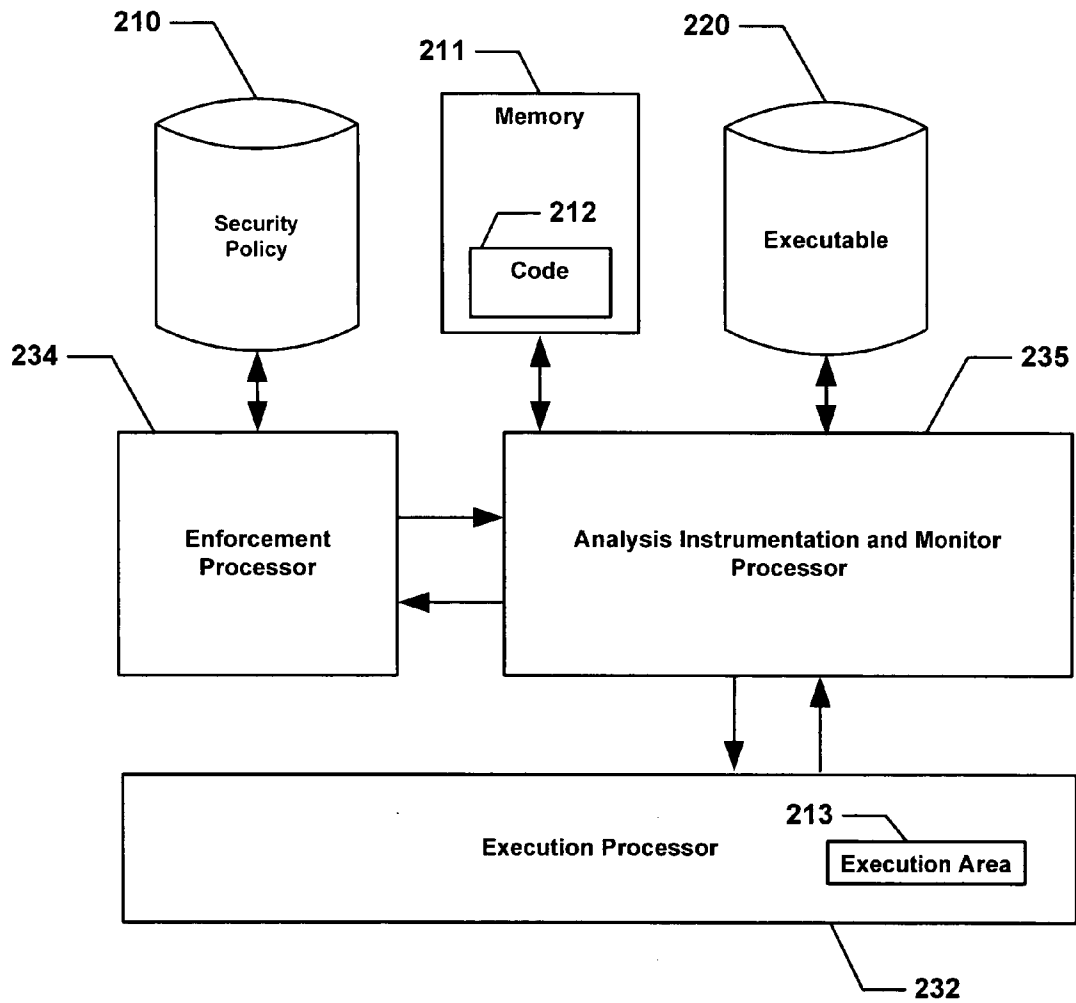 210
211
220
Memory
212
Code
Security
Policy
Executable
234
235
Enforcement
Processor
Analysis Instrumentation and Monitor
Processor
213
Execution Processor
Execution Area
232